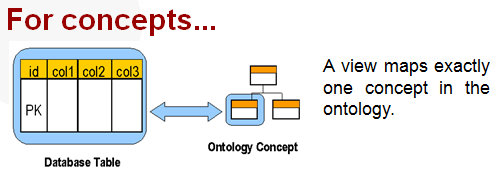 For concepts...
id col1 col2 col3
PK
Database Table
Ontology Concept
A view maps exactly
one concept in the
ontology.